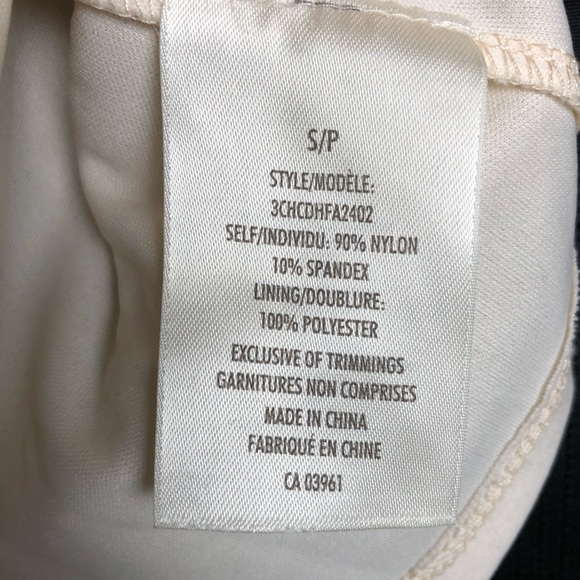 S/P
STYLE/MODÈLE:
3CHCDHFA2402
SELF/INDIVIDU: 90% NYLON
10% SPANDEX
LINING/DOUBLURE:
100% POLYESTER
EXCLUSIVE OF TRIMMINGS
GARNITURES NON COMPRISES
MADE IN CHINA
FABRIQUÉ EN CHINE
CA 03961